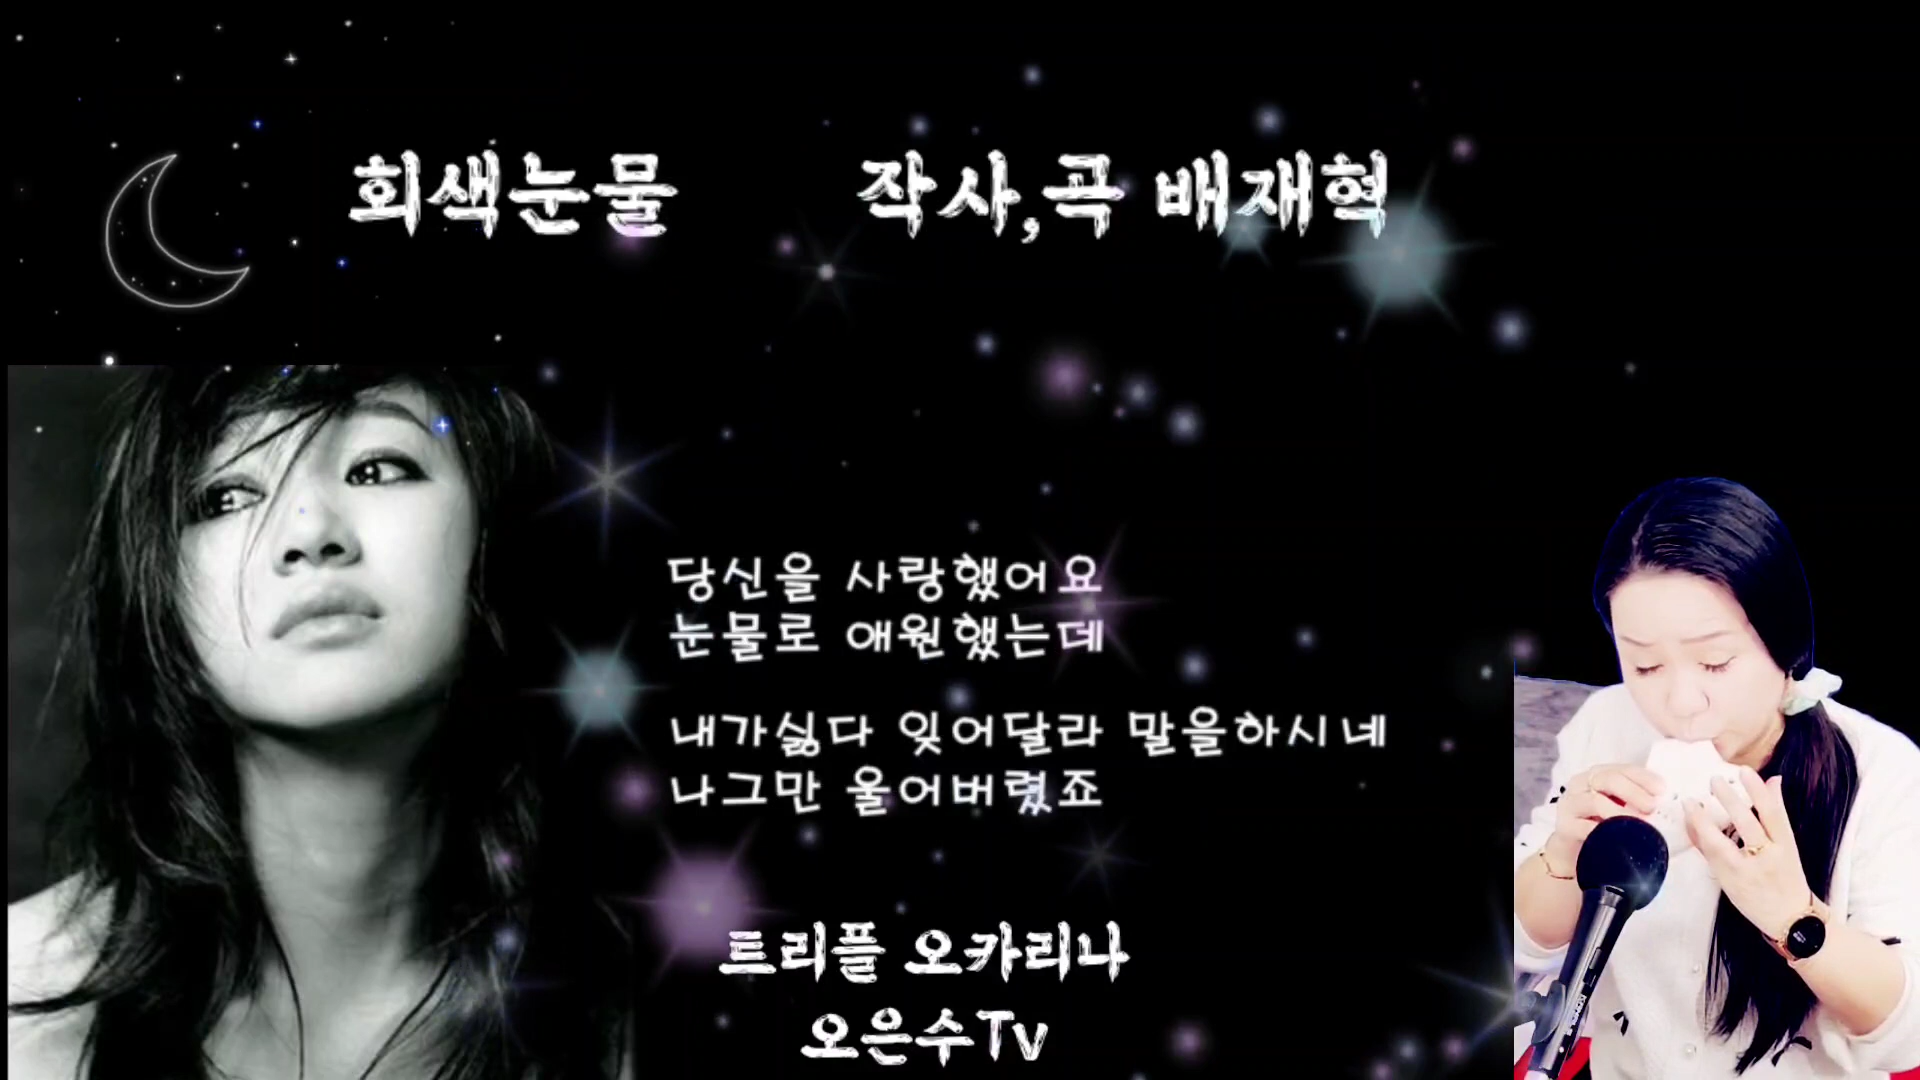 회색눈물 작사,곡 배재혁
당신을 사랑했어요
눈물로 애원했는데
내가싫다 잊어달라 말을하시네
나그만 울어버렸죠
트리플 오카리나
오은수Tv